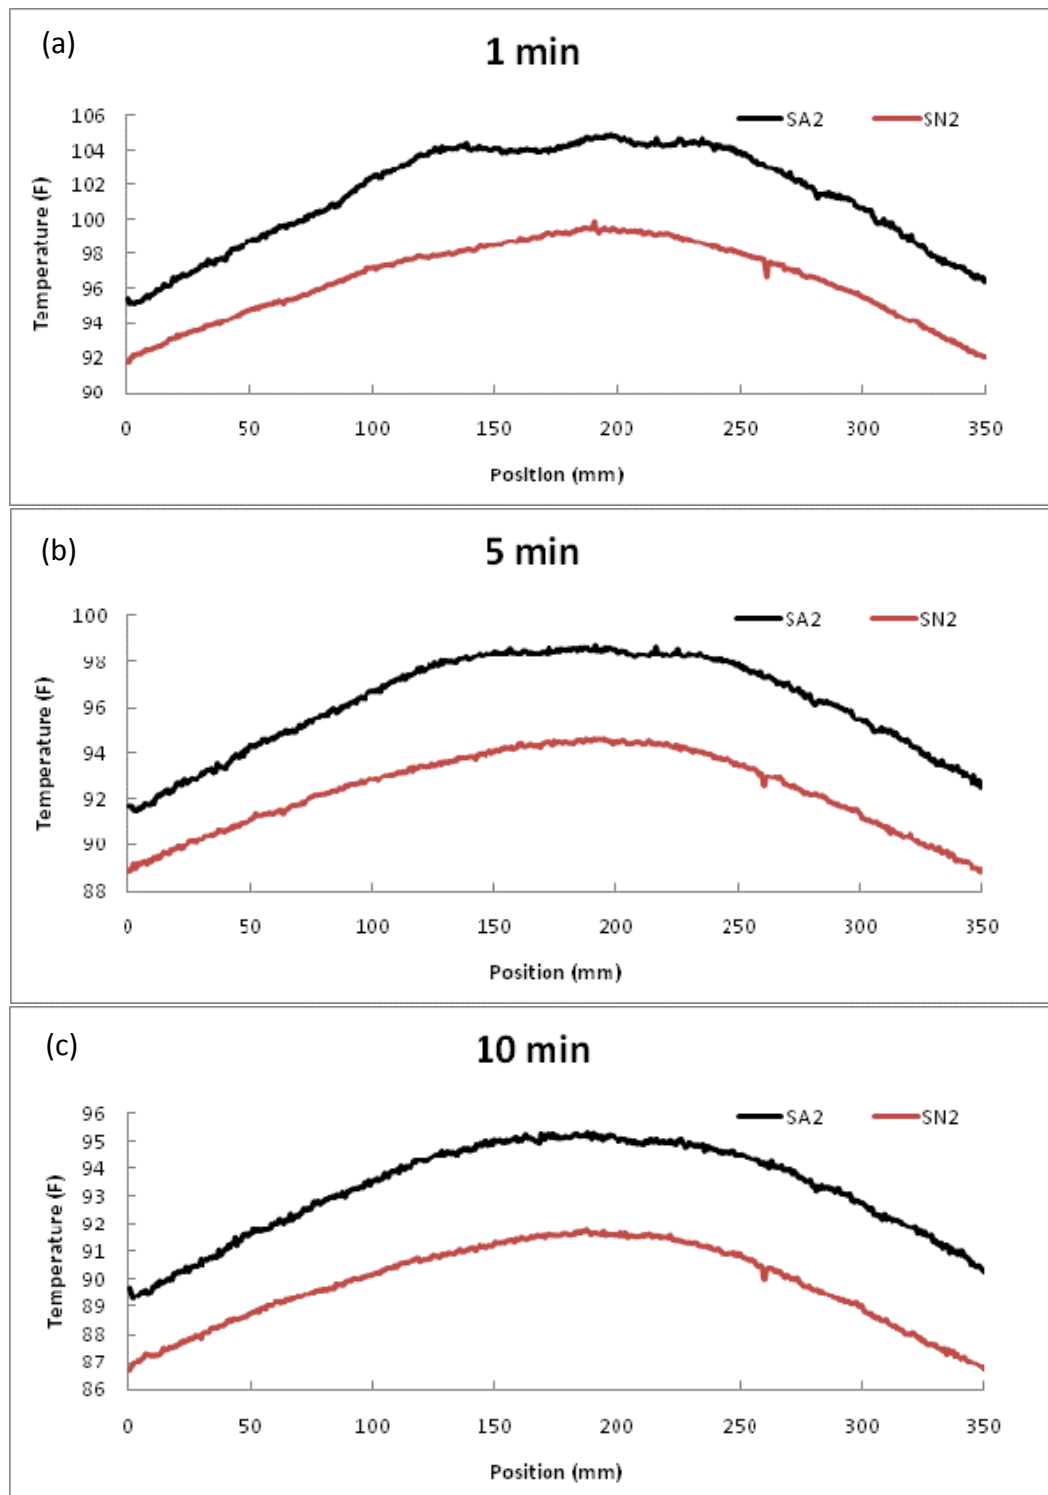 (a)
1 min
SA2 SN2
106
104
102
100
98
96
94
92
90
Temperature (F)
0 50 100 150 200 250 300 350
Position (mm)
(b)
5 min
SA2 SN2
100
98
96
94
92
90
88
Temperature (F)
0 50 100 150 200 250 300 350
Position (mm)
(c)
10 min
SA2 SN2
96
95
94
93
92
91
90
89
88
87
86
Temperature (F)
0 50 100 150 200 250 300 350
Position (mm)